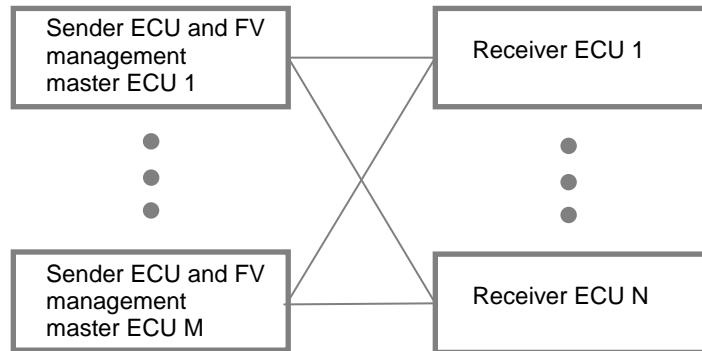 Sender ECU and FV
management
master ECU 1
Receiver ECU 1
Sender ECU and FV
management
master ECU M
Receiver ECU N